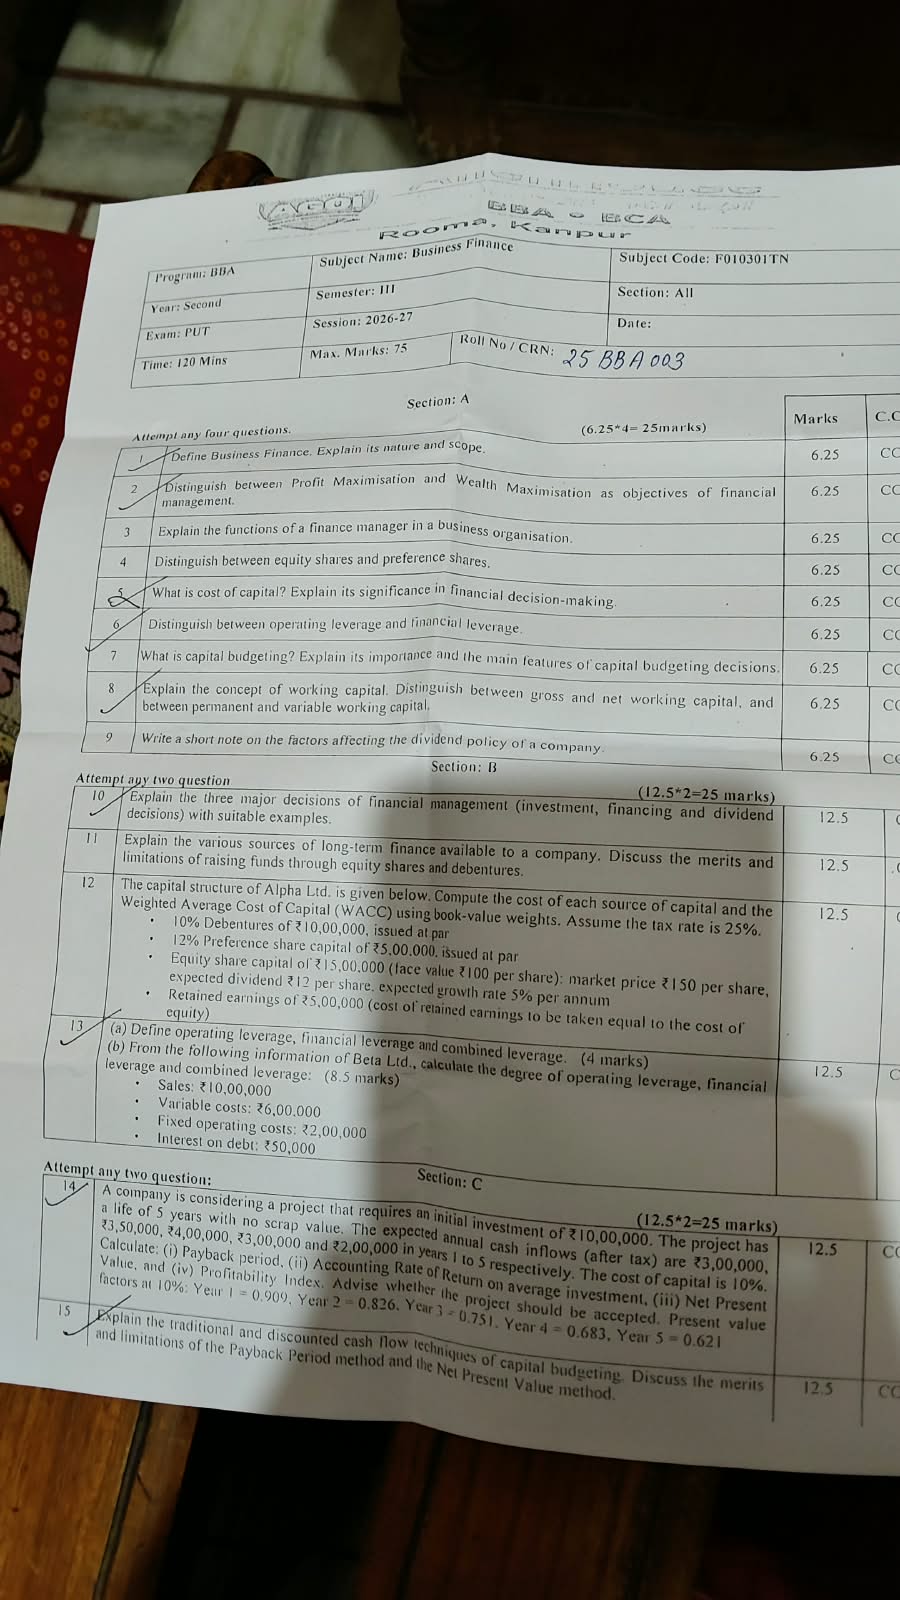 AGOI
BBA • BCA
Rooma, Kanpur
Program: BBA
Subject Name: Business Finance
Subject Code: F010301TN
Year: Second
Semester: III
Section: All
Exam: PUT
Session: 2026-27
Date:
Time: 120 Mins
Max. Marks: 75
Roll No / CRN: 25 BBA 003
Section: A
Attempt any four questions.
(6.25*4= 25marks)
Marks
1 Define Business Finance. Explain its nature and scope. 6.25
2 Distinguish between Profit Maximisation and Wealth Maximisation as objectives of financial 6.25
management.
3 Explain the functions of a finance manager in a business organisation. 6.25
4 Distinguish between equity shares and preference shares. 6.25
5 What is cost of capital? Explain its significance in financial decision-making. 6.25
6 Distinguish between operating leverage and financial leverage. 6.25
7 What is capital budgeting? Explain its importance and the main features of capital budgeting decisions. 6.25
8 Explain the concept of working capital. Distinguish between gross and net working capital, and 6.25
between permanent and variable working capital.
9 Write a short note on the factors affecting the dividend policy of a company. 6.25
Section: B
Attempt any two question
(12.5*2=25 marks)
10 Explain the three major decisions of financial management (investment, financing and dividend 12.5
decisions) with suitable examples.
11 Explain the various sources of long-term finance available to a company. Discuss the merits and 12.5
limitations of raising funds through equity shares and debentures.
12 The capital structure of Alpha Ltd. is given below. Compute the cost of each source of capital and the 12.5
Weighted Average Cost of Capital (WACC) using book-value weights. Assume the tax rate is 25%.
• 10% Debentures of ₹10,00,000, issued at par
• 12% Preference share capital of ₹5,00,000, issued at par
• Equity share capital of ₹15,00,000 (face value ₹100 per share); market price ₹150 per share,
expected dividend ₹12 per share, expected growth rate 5% per annum
• Retained earnings of ₹5,00,000 (cost of retained earnings to be taken equal to the cost of
equity)
13 (a) Define operating leverage, financial leverage and combined leverage. (4 marks) 12.5
(b) From the following information of Beta Ltd., calculate the degree of operating leverage, financial
leverage and combined leverage: (8.5 marks)
• Sales: ₹10,00,000
• Variable costs: ₹6,00,000
• Fixed operating costs: ₹2,00,000
• Interest on debt: ₹50,000
Section: C
Attempt any two question:
(12.5*2=25 marks)
14 A company is considering a project that requires an initial investment of ₹10,00,000. The project has 12.5
a life of 5 years with no scrap value. The expected annual cash inflows (after tax) are ₹3,00,000,
₹3,50,000, ₹4,00,000, ₹3,00,000 and ₹2,00,000 in years 1 to 5 respectively. The cost of capital is 10%.
Calculate: (i) Payback period, (ii) Accounting Rate of Return on average investment, (iii) Net Present
Value, and (iv) Profitability Index. Advise whether the project should be accepted. Present value
factors at 10%: Year 1 = 0.909, Year 2 = 0.826, Year 3 = 0.751, Year 4 = 0.683, Year 5 = 0.621
15 Explain the traditional and discounted cash flow techniques of capital budgeting. Discuss the merits 12.5
and limitations of the Payback Period method and the Net Present Value method.